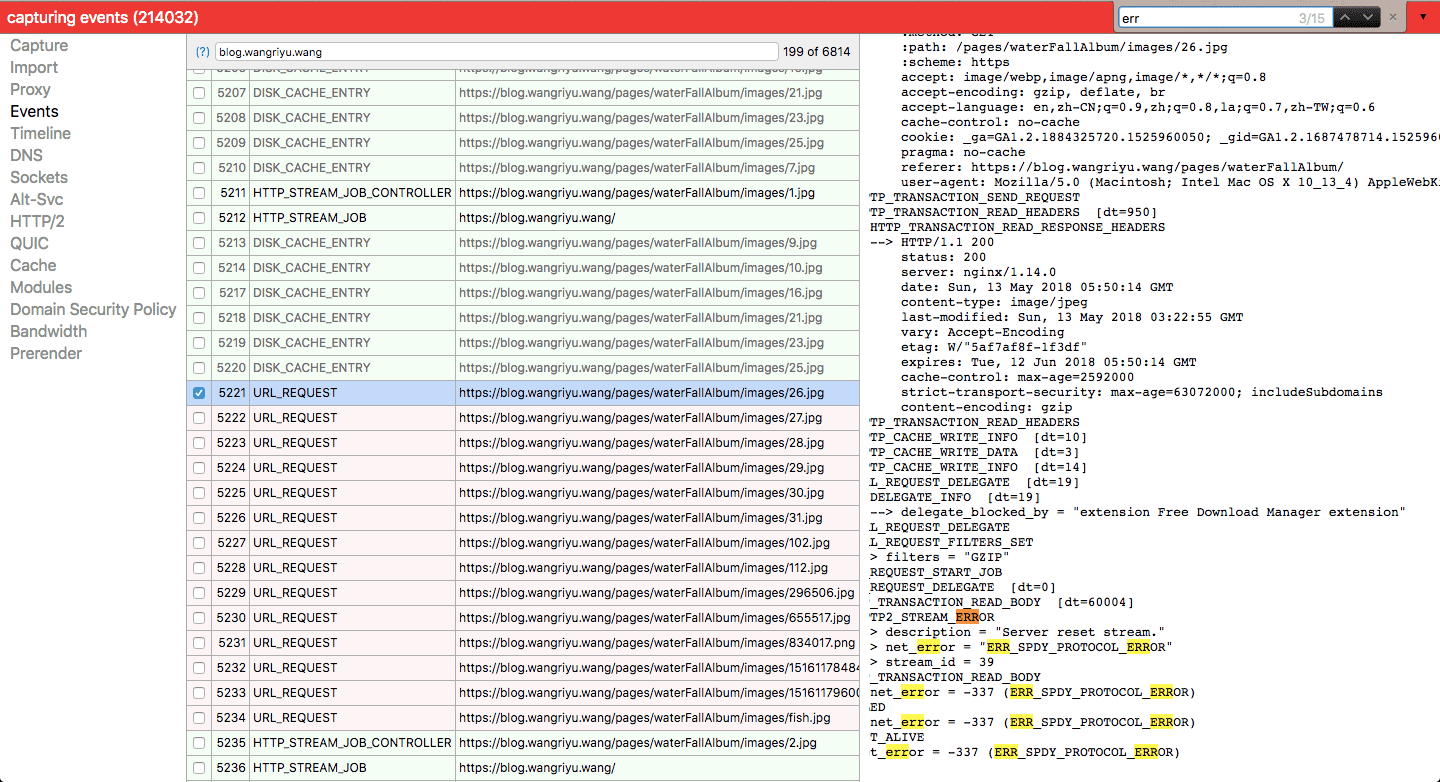 capturing events (214032)
err
3/15
Capture
Import
Proxy
Events
Timeline
DNS
Sockets
Alt-Svc
HTTP/2
QUIC
Cache
Modules
Domain Security Policy
Bandwidth
Prerender
(?)
blog.wangriyu.wang
199 of 6814
5207 DISK_CACHE_ENTRY https://blog.wangriyu.wang/pages/waterFallAlbum/images/21.jpg
5208 DISK_CACHE_ENTRY https://blog.wangriyu.wang/pages/waterFallAlbum/images/23.jpg
5209 DISK_CACHE_ENTRY https://blog.wangriyu.wang/pages/waterFallAlbum/images/25.jpg
5210 DISK_CACHE_ENTRY https://blog.wangriyu.wang/pages/waterFallAlbum/images/7.jpg
5211 HTTP_STREAM_JOB_CONTROLLER https://blog.wangriyu.wang/pages/waterFallAlbum/images/1.jpg
5212 HTTP_STREAM_JOB https://blog.wangriyu.wang/
5213 DISK_CACHE_ENTRY https://blog.wangriyu.wang/pages/waterFallAlbum/images/9.jpg
5214 DISK_CACHE_ENTRY https://blog.wangriyu.wang/pages/waterFallAlbum/images/10.jpg
5217 DISK_CACHE_ENTRY https://blog.wangriyu.wang/pages/waterFallAlbum/images/16.jpg
5218 DISK_CACHE_ENTRY https://blog.wangriyu.wang/pages/waterFallAlbum/images/21.jpg
5219 DISK_CACHE_ENTRY https://blog.wangriyu.wang/pages/waterFallAlbum/images/23.jpg
5220 DISK_CACHE_ENTRY https://blog.wangriyu.wang/pages/waterFallAlbum/images/25.jpg
5221 URL_REQUEST https://blog.wangriyu.wang/pages/waterFallAlbum/images/26.jpg
5222 URL_REQUEST https://blog.wangriyu.wang/pages/waterFallAlbum/images/27.jpg
5223 URL_REQUEST https://blog.wangriyu.wang/pages/waterFallAlbum/images/28.jpg
5224 URL_REQUEST https://blog.wangriyu.wang/pages/waterFallAlbum/images/29.jpg
5225 URL_REQUEST https://blog.wangriyu.wang/pages/waterFallAlbum/images/30.jpg
5226 URL_REQUEST https://blog.wangriyu.wang/pages/waterFallAlbum/images/31.jpg
5227 URL_REQUEST https://blog.wangriyu.wang/pages/waterFallAlbum/images/102.jpg
5228 URL_REQUEST https://blog.wangriyu.wang/pages/waterFallAlbum/images/112.jpg
5229 URL_REQUEST https://blog.wangriyu.wang/pages/waterFallAlbum/images/296506.jpg
5230 URL_REQUEST https://blog.wangriyu.wang/pages/waterFallAlbum/images/655517.jpg
5231 URL_REQUEST https://blog.wangriyu.wang/pages/waterFallAlbum/images/834017.png
5232 URL_REQUEST https://blog.wangriyu.wang/pages/waterFallAlbum/images/15161178484
5233 URL_REQUEST https://blog.wangriyu.wang/pages/waterFallAlbum/images/15161179600
5234 URL_REQUEST https://blog.wangriyu.wang/pages/waterFallAlbum/images/fish.jpg
5235 HTTP_STREAM_JOB_CONTROLLER https://blog.wangriyu.wang/pages/waterFallAlbum/images/2.jpg
5236 HTTP_STREAM_JOB https://blog.wangriyu.wang/
:path: /pages/waterFallAlbum/images/26.jpg
:scheme: https
accept: image/webp,image/apng,image/*,*/*;q=0.8
accept-encoding: gzip, deflate, br
accept-language: en,zh-CN;q=0.9,zh;q=0.8,la;q=0.7,zh-TW;q=0.6
cache-control: no-cache
cookie: _ga=GA1.2.1884325720.1525960050; _gid=GA1.2.1687478714.1525960
pragma: no-cache
referer: https://blog.wangriyu.wang/pages/waterFallAlbum/
user-agent: Mozilla/5.0 (Macintosh; Intel Mac OS X 10_13_4) AppleWebKi
TP_TRANSACTION_SEND_REQUEST
TP_TRANSACTION_READ_HEADERS [dt=950]
HTTP_TRANSACTION_READ_RESPONSE_HEADERS
--> HTTP/1.1 200
status: 200
server: nginx/1.14.0
date: Sun, 13 May 2018 05:50:14 GMT
content-type: image/jpeg
last-modified: Sun, 13 May 2018 03:22:55 GMT
vary: Accept-Encoding
etag: W/"5af7af8f-1f3df"
expires: Tue, 12 Jun 2018 05:50:14 GMT
cache-control: max-age=2592000
strict-transport-security: max-age=63072000; includeSubdomains
content-encoding: gzip
TP_TRANSACTION_READ_HEADERS
TP_CACHE_WRITE_INFO [dt=10]
TP_CACHE_WRITE_DATA [dt=3]
TP_CACHE_WRITE_INFO [dt=14]
L_REQUEST_DELEGATE [dt=19]
DELEGATE_INFO [dt=19]
--> delegate_blocked_by = "extension Free Download Manager extension"
L_REQUEST_DELEGATE
L_REQUEST_FILTERS_SET
> filters = "GZIP"
REQUEST_START_JOB
REQUEST_DELEGATE [dt=0]
_TRANSACTION_READ_BODY [dt=60004]
TP2_STREAM_ERROR
> description = "Server reset stream."
> net_error = "ERR_SPDY_PROTOCOL_ERROR"
> stream_id = 39
_TRANSACTION_READ_BODY
net_error = -337 (ERR_SPDY_PROTOCOL_ERROR)
ED
net_error = -337 (ERR_SPDY_PROTOCOL_ERROR)
T_ALIVE
t_error = -337 (ERR_SPDY_PROTOCOL_ERROR)